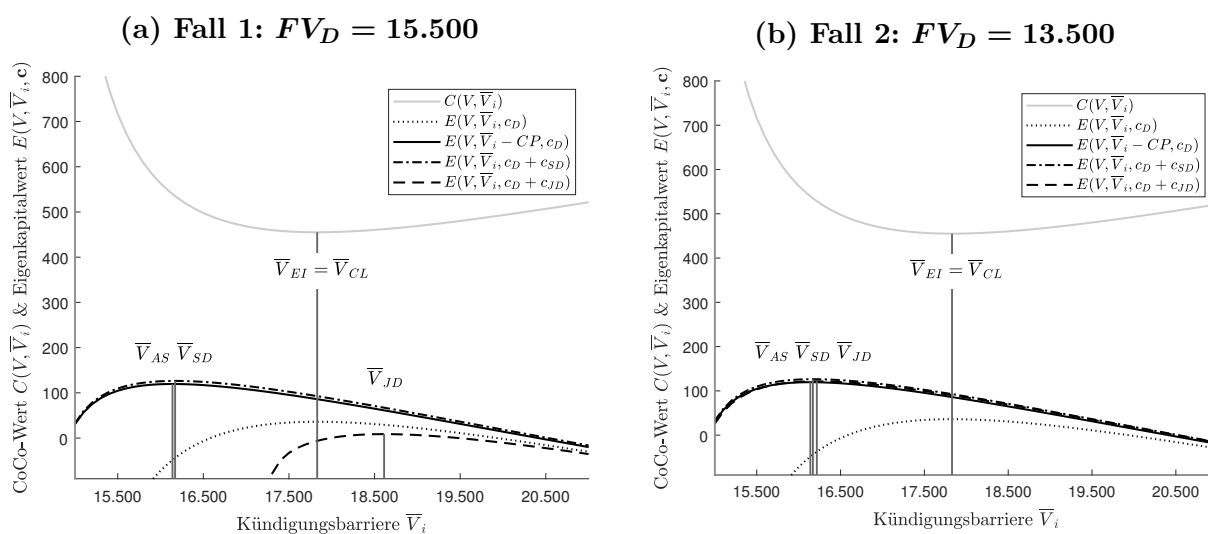 (a) Fall 1: FV_D = 15.500
CoCo-Wert C(V, V̅_i) & Eigenkapitalwert E(V, V̅_i, c)
800
700
600
500
400
300
200
100
0
C(V, V̅_i)
E(V, V̅_i, c_D)
E(V, V̅_i − CP, c_D)
E(V, V̅_i, c_D + c_SD)
E(V, V̅_i, c_D + c_JD)
V̅_EI = V̅_CL
V̅_AS V̅_SD
V̅_JD
15.500 16.500 17.500 18.500 19.500 20.500
Kündigungsbarriere V̅_i
(b) Fall 2: FV_D = 13.500
CoCo-Wert C(V, V̅_i) & Eigenkapitalwert E(V, V̅_i, c)
800
700
600
500
400
300
200
100
0
C(V, V̅_i)
E(V, V̅_i, c_D)
E(V, V̅_i − CP, c_D)
E(V, V̅_i, c_D + c_SD)
E(V, V̅_i, c_D + c_JD)
V̅_EI = V̅_CL
V̅_AS V̅_SD V̅_JD
15.500 16.500 17.500 18.500 19.500 20.500
Kündigungsbarriere V̅_i